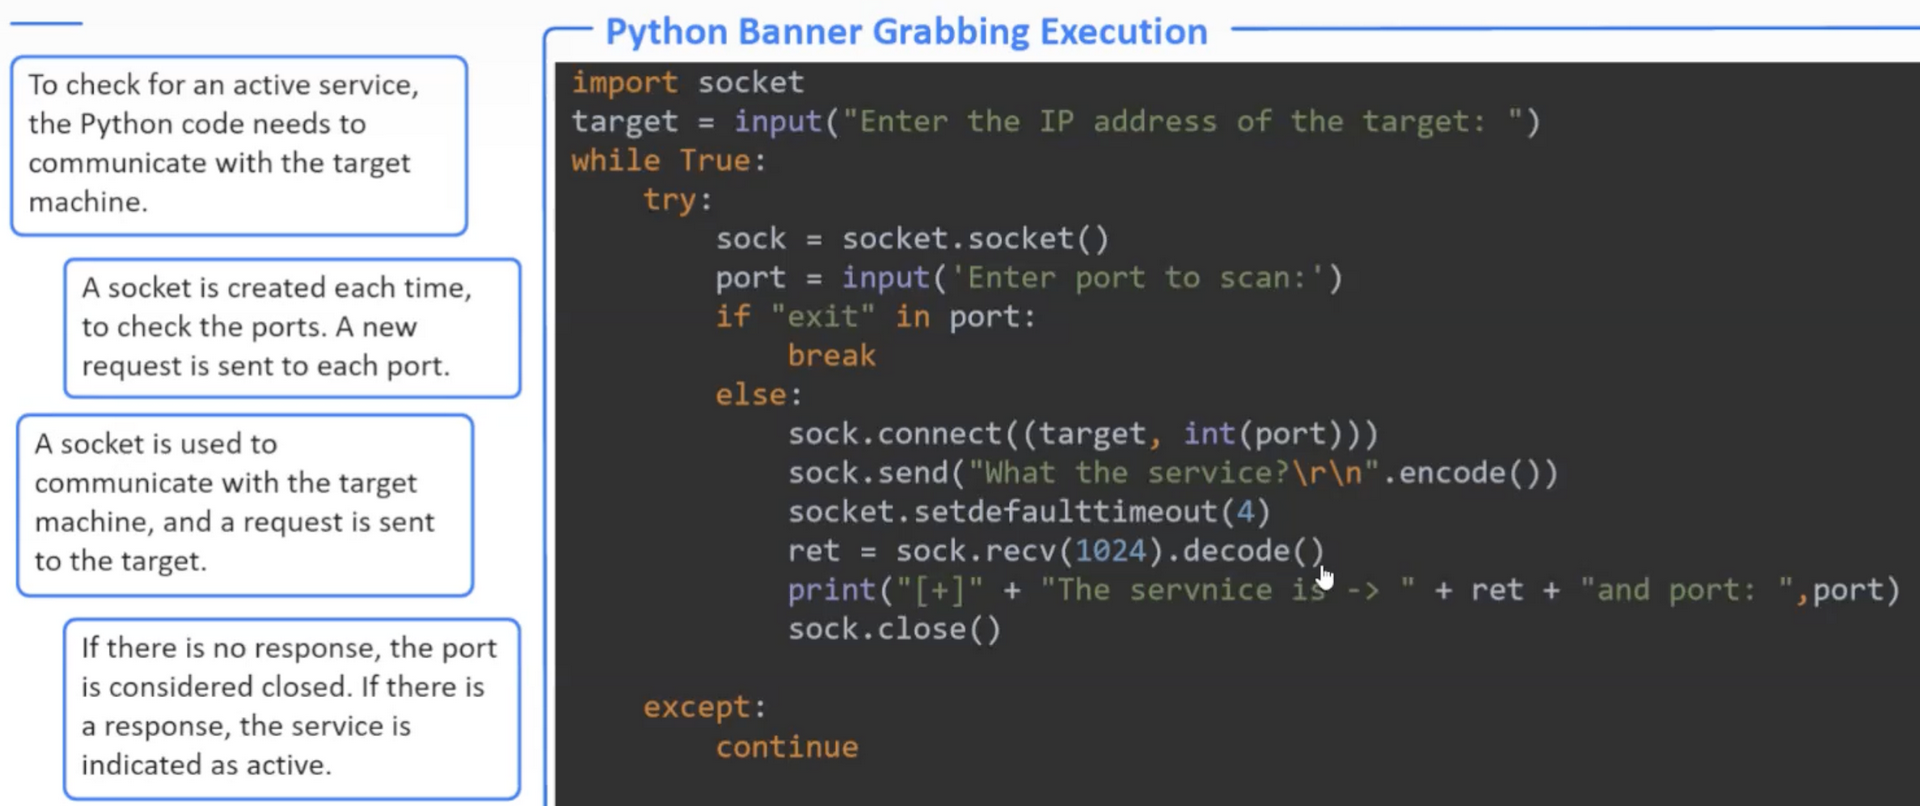 Python Banner Grabbing Execution
To check for an active service,
the Python code needs to
communicate with the target
machine.
A socket is created each time,
to check the ports. A new
request is sent to each port.
A socket is used to
communicate with the target
machine, and a request is sent
to the target.
If there is no response, the port
is considered closed. If there is
a response, the service is
indicated as active.
import socket
target = input("Enter the IP address of the target: ")
while True:
    try:
        sock = socket.socket()
        port = input('Enter port to scan:')
        if "exit" in port:
            break
        else:
            sock.connect((target, int(port)))
            sock.send("What the service?\r\n".encode())
            socket.setdefaulttimeout(4)
            ret = sock.recv(1024).decode()
            print("[+]" + "The servnice is -> " + ret + "and port: ",port)
            sock.close()
    except:
        continue